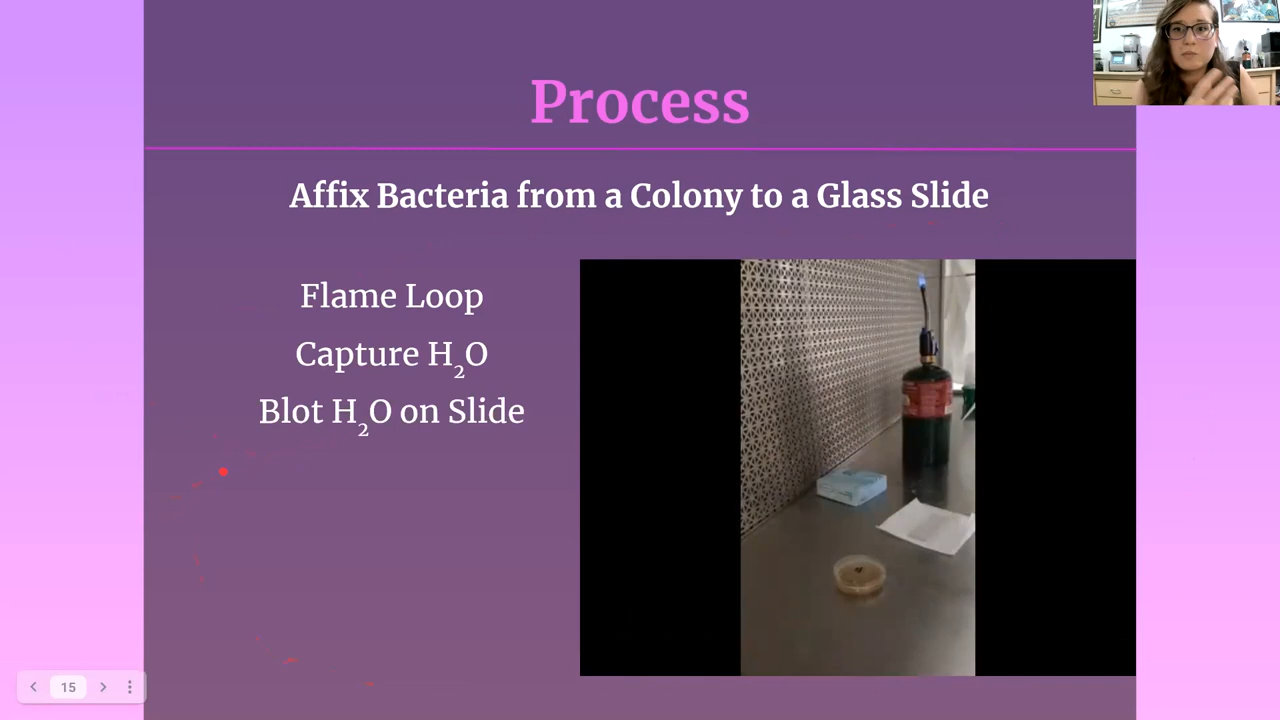 Process
Affix Bacteria from a Colony to a Glass Slide
Flame Loop
Capture H₂O
Blot H₂O on Slide
15